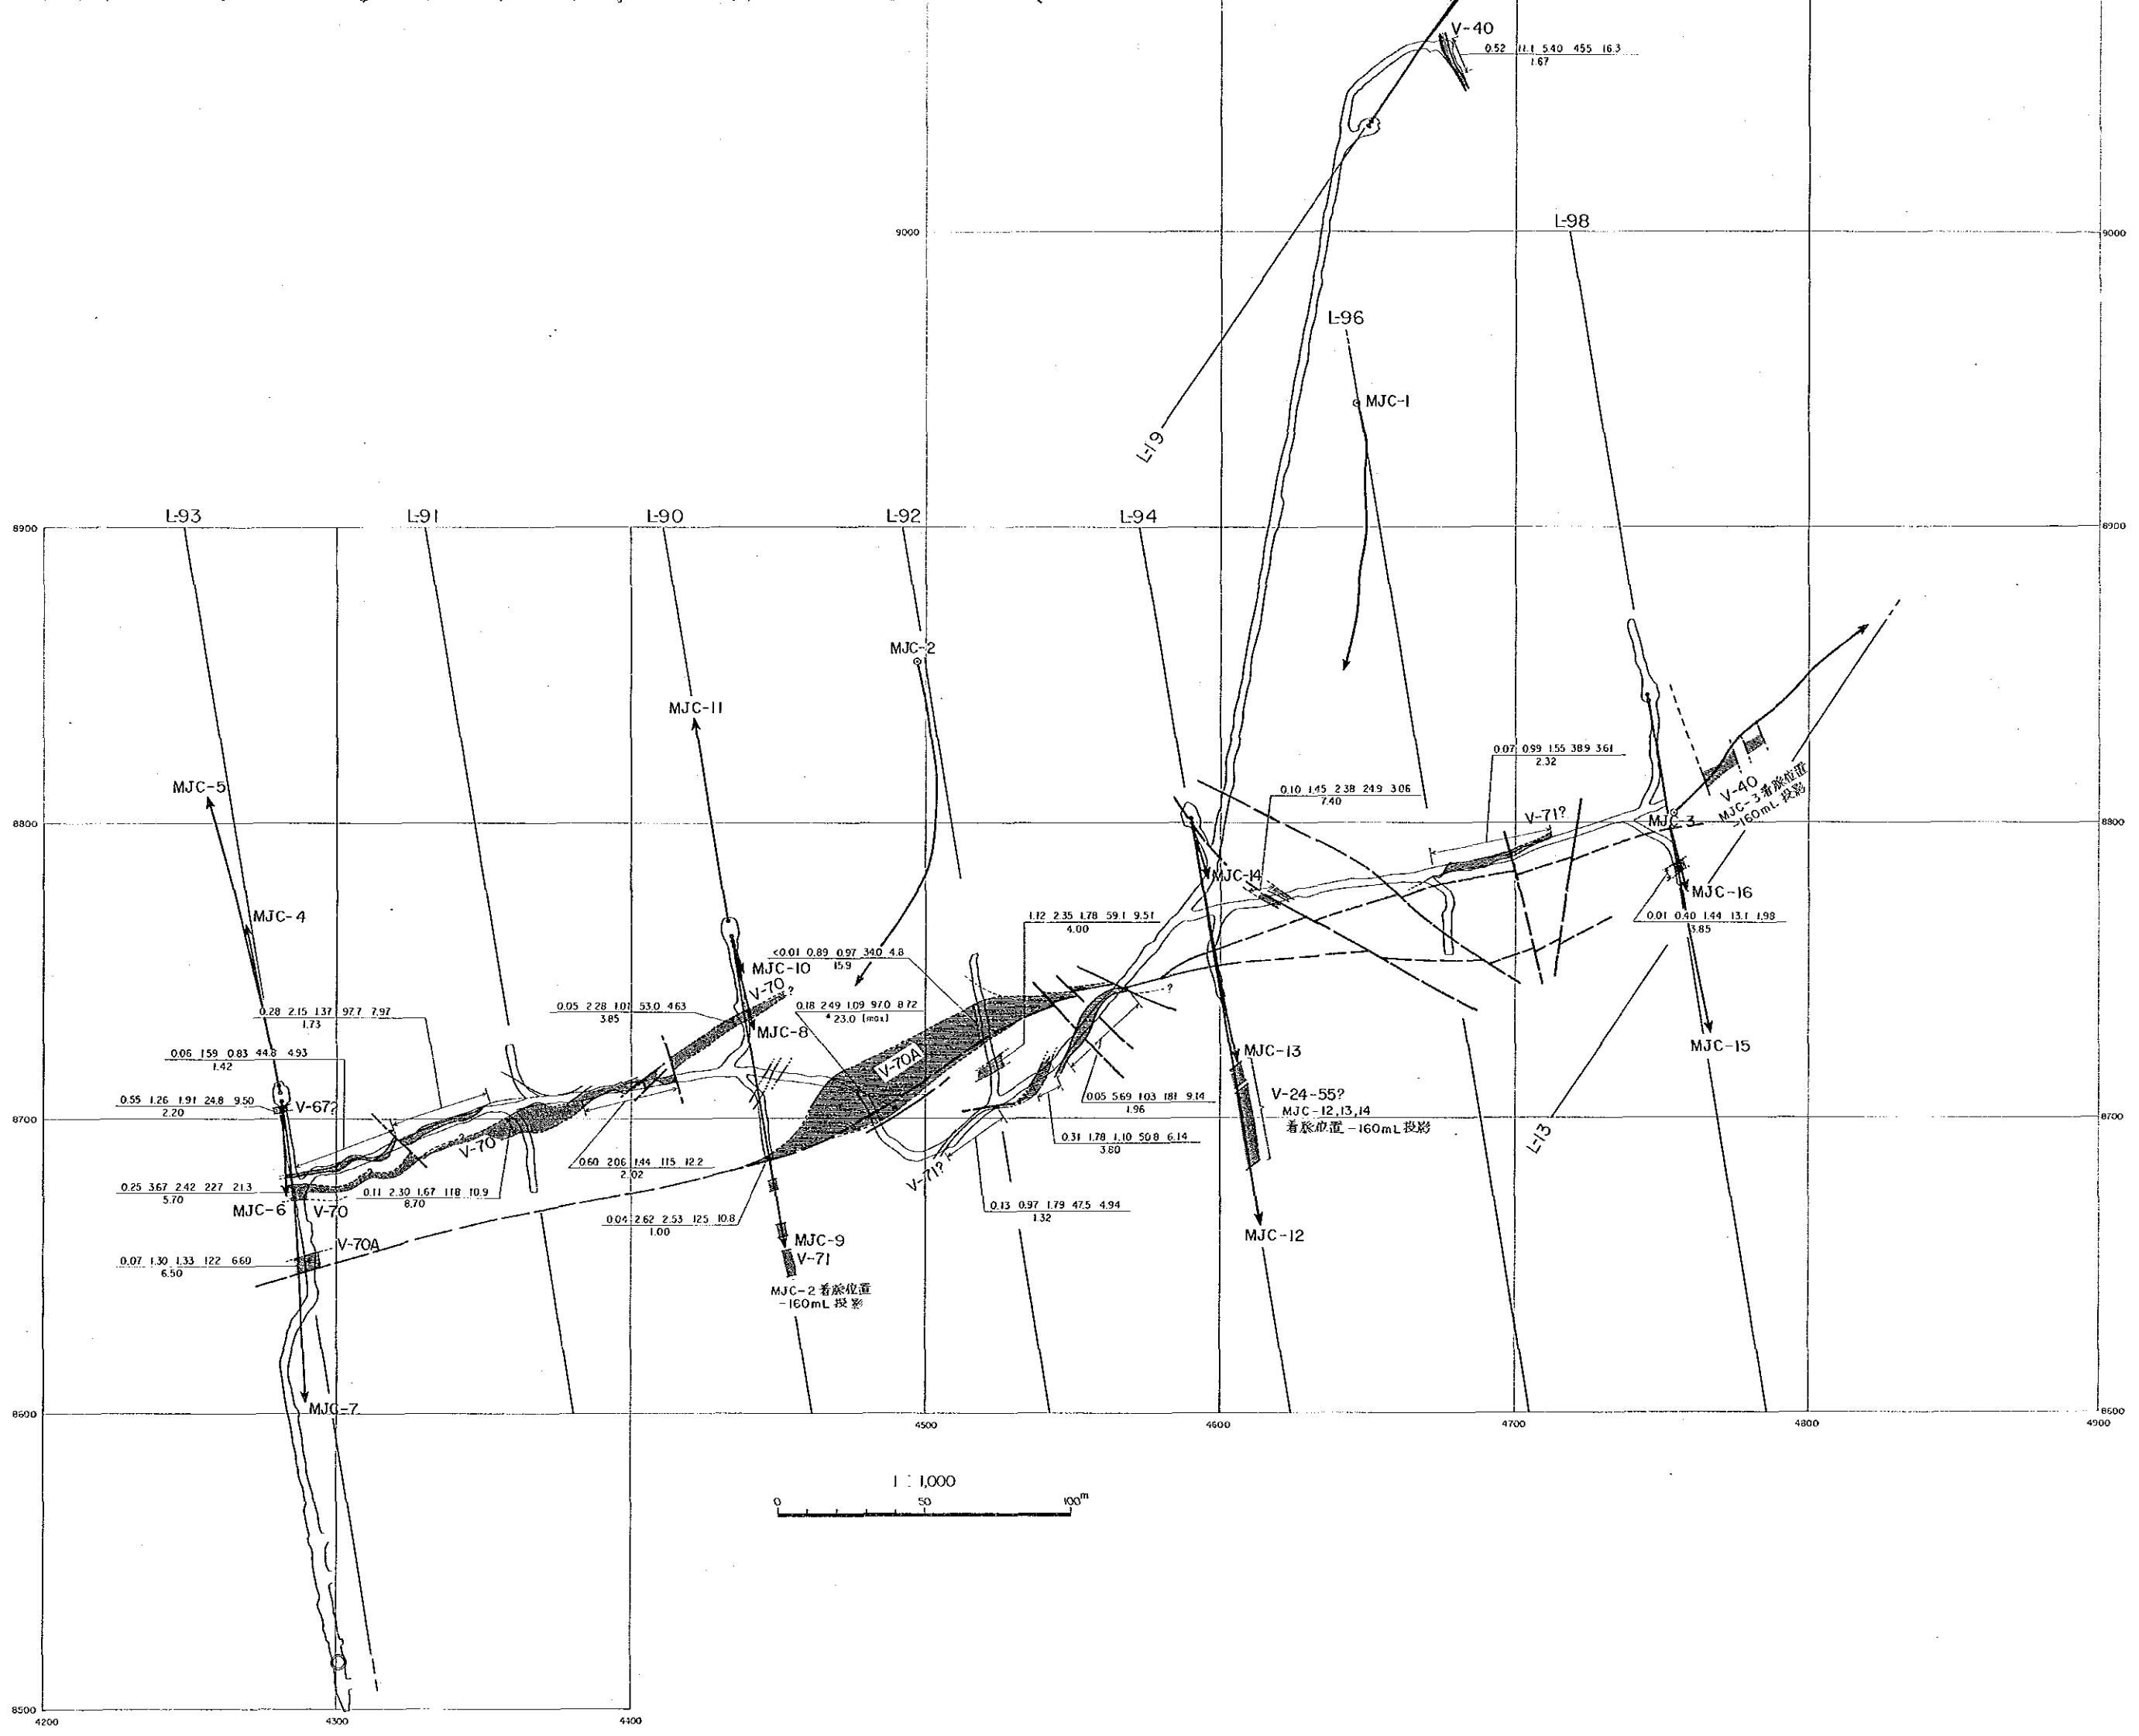 V-40
0.52 11.1 5.40 455 16.3
1.67
9000
9000
L-98
L-96
MJC-1
L-19
L-93
L-91
L-90
L-92
L-94
8900
8900
MJC-2
MJC-11
MJC-5
0.07 0.99 1.55 38.9 3.61
2.32
V-40
MJC-3 着脈位置
-160mL 投影
0.10 1.45 2.38 24.9 3.06
7.40
V-71?
8800
MJC-3
8800
MJC-14
MJC-16
MJC-4
1.12 2.35 1.78 59.1 9.51
4.00
0.01 0.40 1.44 13.1 1.98
3.85
<0.01 0.89 0.97 34.0 4.8
15.9
MJC-10
V-70
?
?
0.28 2.15 1.37 97.7 7.97
1.73
0.05 2.28 1.01 53.0 4.63
3.85
0.18 2.49 1.09 97.0 8.72
23.0 (max)
MJC-8
MJC-15
0.06 1.59 0.83 44.8 4.93
1.42
V-70A
MJC-13
0.55 1.26 1.91 24.8 9.50
2.20
V-67?
0.05 5.69 1.03 181 9.14
1.96
V-24-55?
MJC-12,13,14
着脈位置 -160mL 投影
8700
8700
V-70
0.31 1.78 1.10 50.8 6.14
3.80
L-13
0.60 2.06 1.44 115 12.2
2.02
V-71?
0.25 3.67 2.42 227 21.3
5.70
0.11 2.30 1.67 118 10.9
8.70
MJC-6
V-70
0.13 0.97 1.79 47.5 4.94
1.32
0.04 2.62 2.53 125 10.8
1.00
MJC-12
V-70A
MJC-9
V-71
0.07 1.30 1.33 122 6.60
6.50
MJC-2 着脈位置
-160mL 投影
MJC-7
8600
8600
4500
4600
4700
4800
4900
1:1,000
0 50 100m
8500
4200
4300
4400